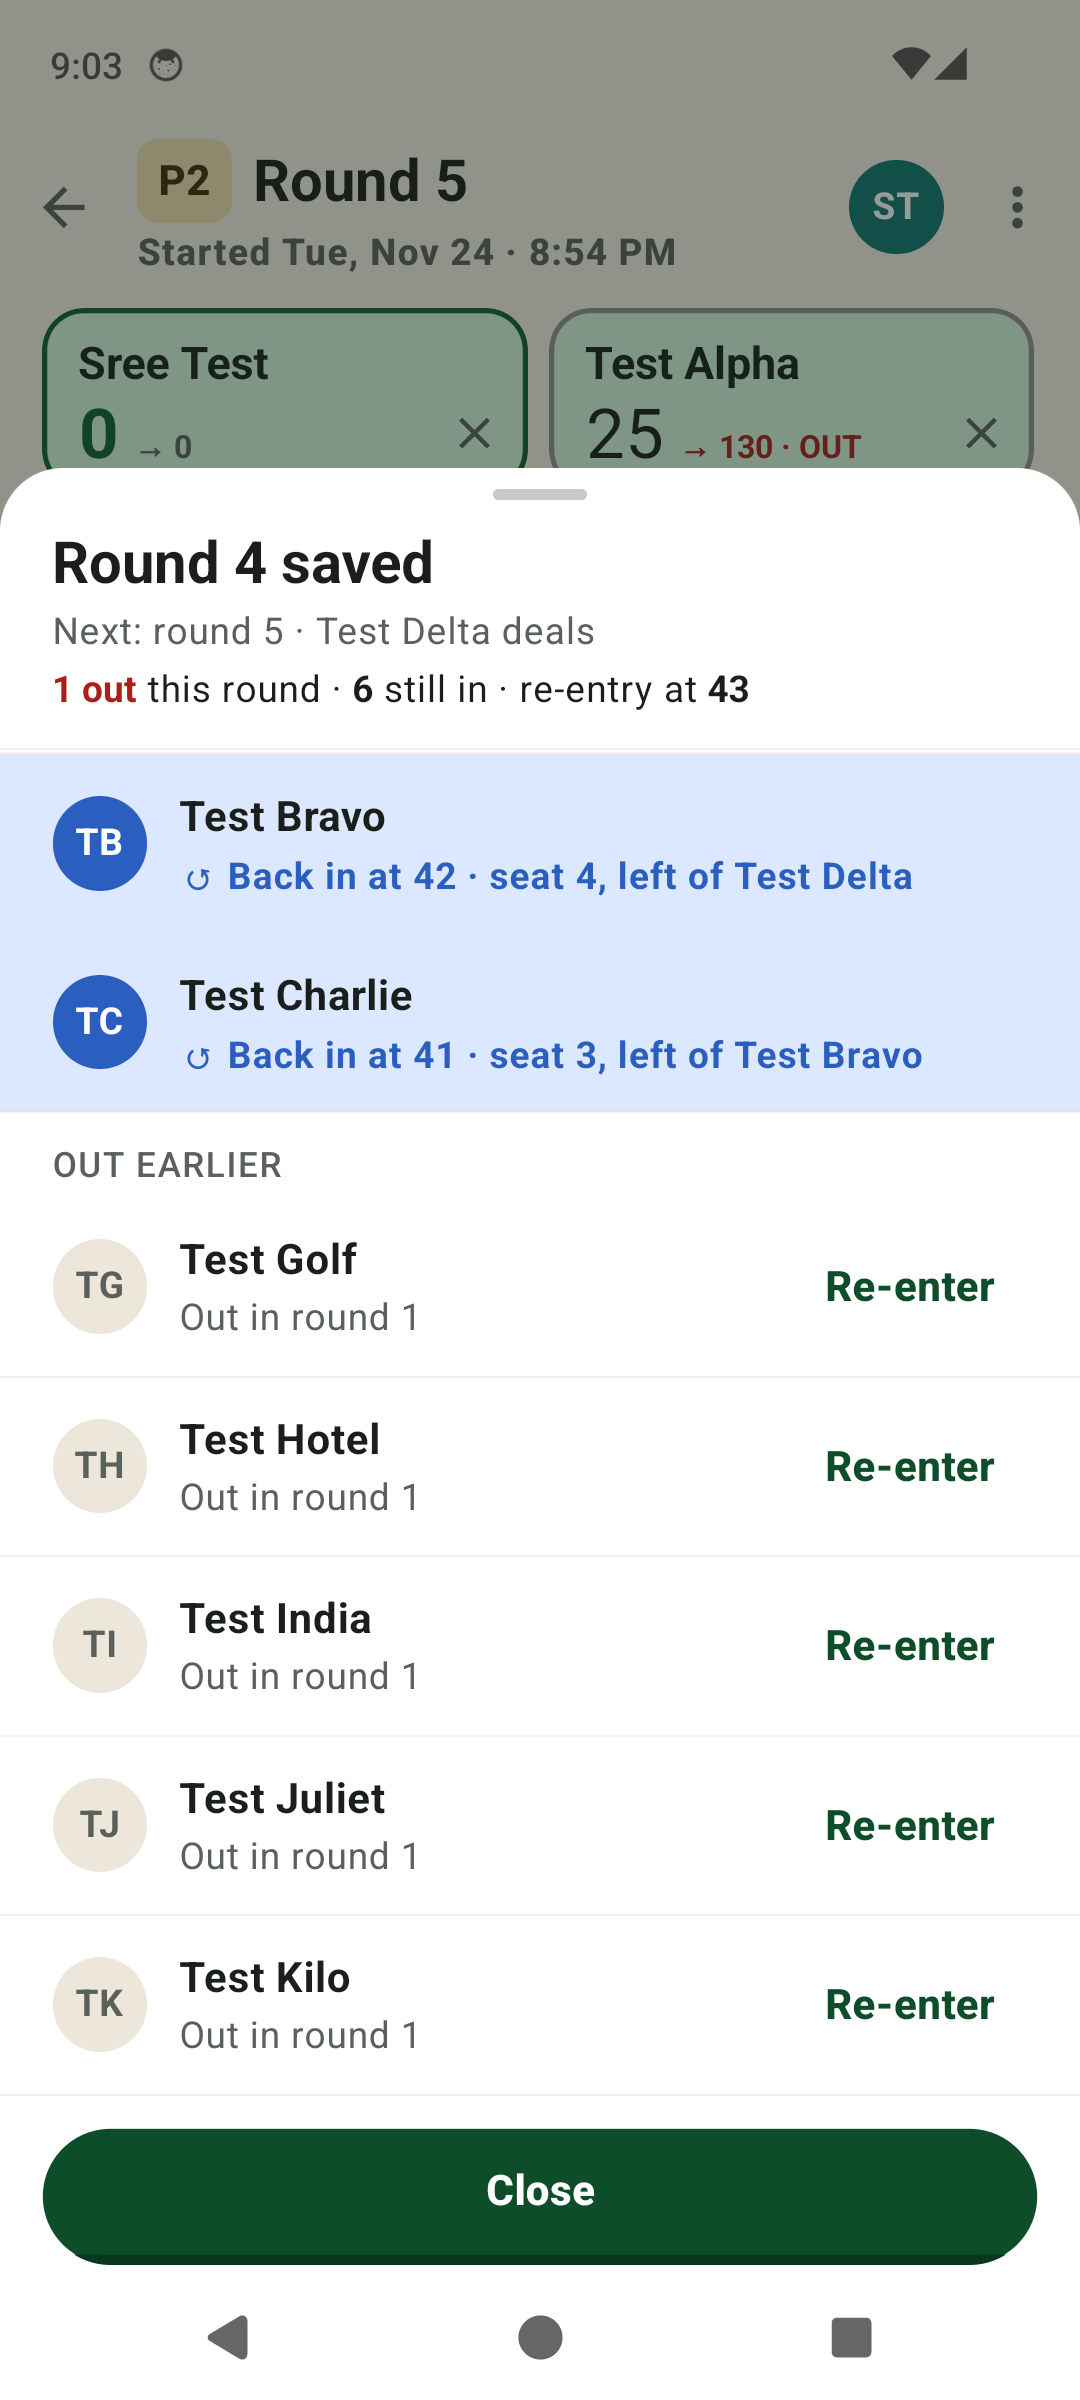 9:03
P2 Round 5
Started Tue, Nov 24 · 8:54 PM
ST
Sree Test
0 → 0
Test Alpha
25 → 130 · OUT
Round 4 saved
Next: round 5 · Test Delta deals
1 out this round · 6 still in · re-entry at 43
TB
Test Bravo
Back in at 42 · seat 4, left of Test Delta
TC
Test Charlie
Back in at 41 · seat 3, left of Test Bravo
OUT EARLIER
TG
Test Golf
Out in round 1
Re-enter
TH
Test Hotel
Out in round 1
Re-enter
TI
Test India
Out in round 1
Re-enter
TJ
Test Juliet
Out in round 1
Re-enter
TK
Test Kilo
Out in round 1
Re-enter
Close